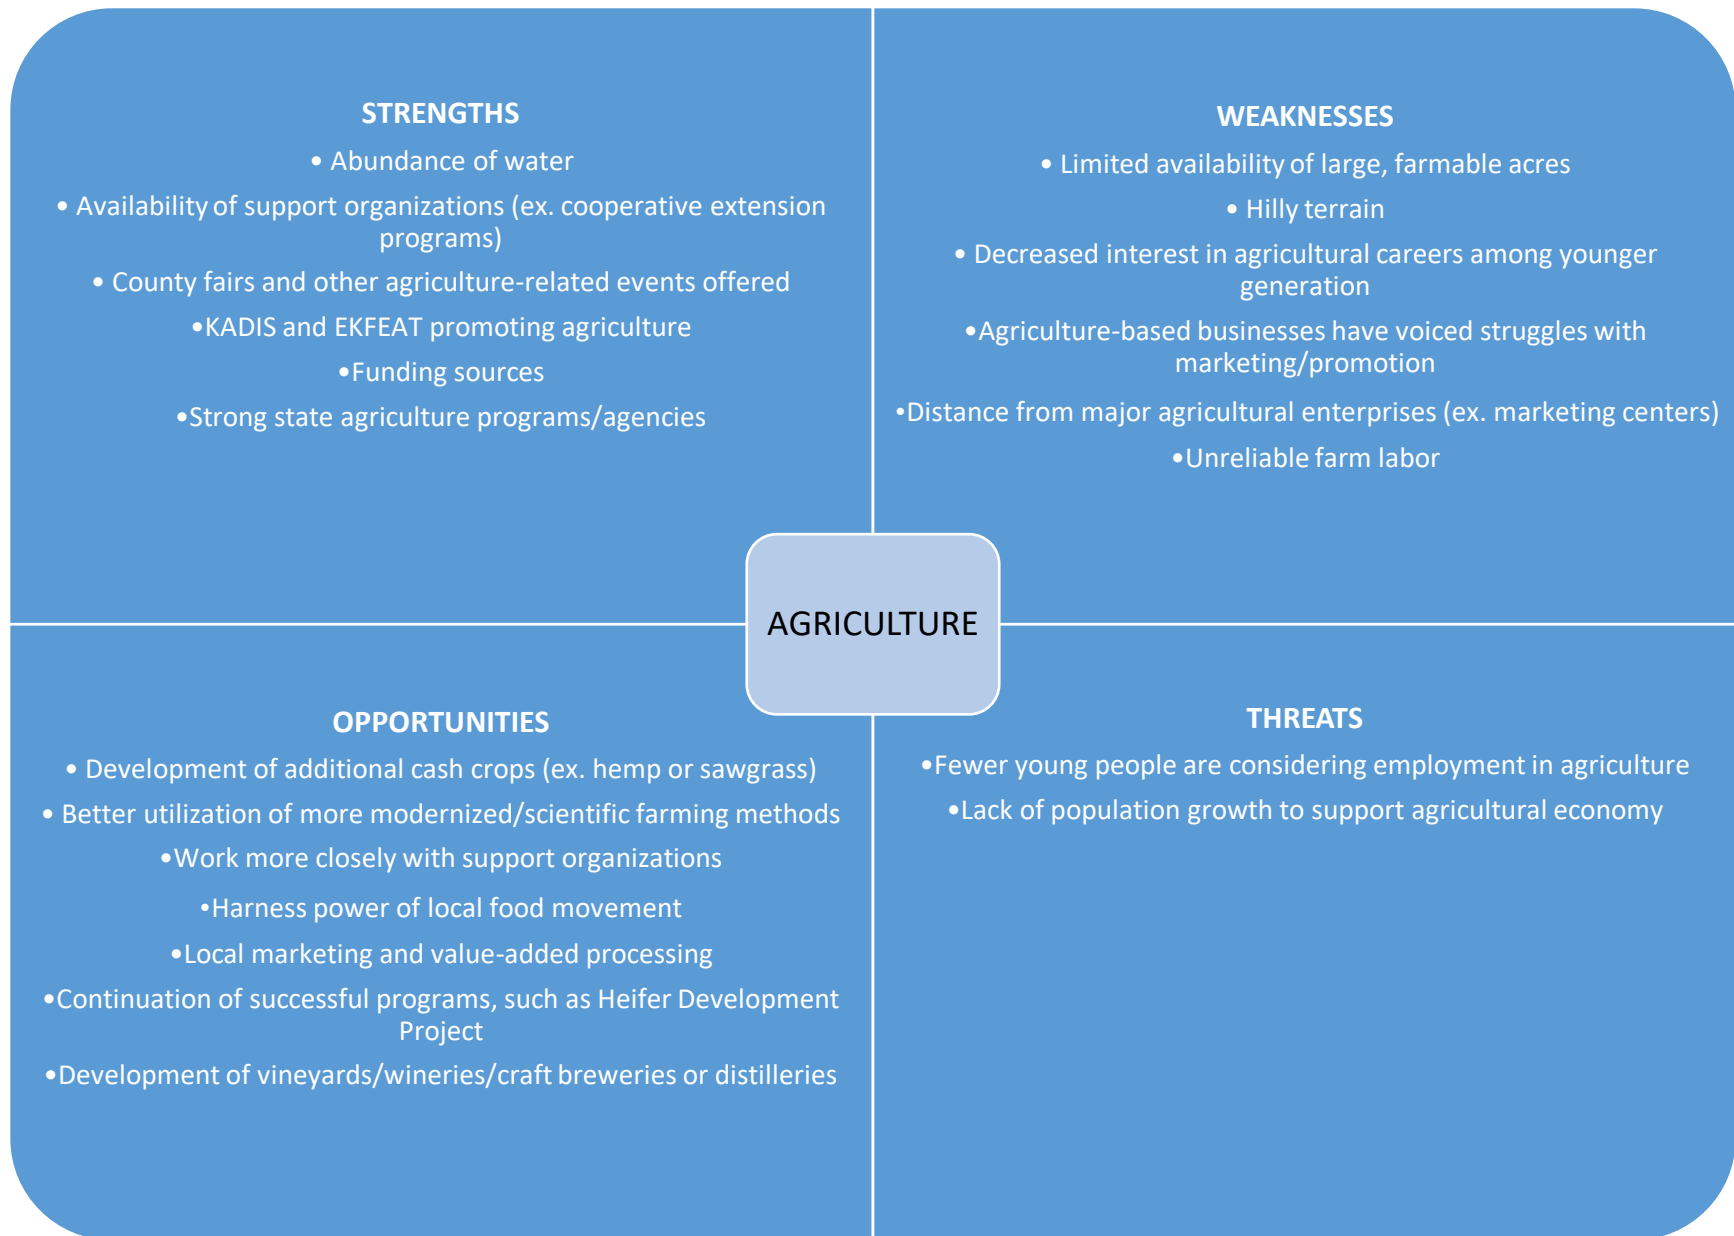 STRENGTHS
• Abundance of water
• Availability of support organizations (ex. cooperative extension
programs)
• County fairs and other agriculture-related events offered
•KADIS and EKFEAT promoting agriculture
•Funding sources
•Strong state agriculture programs/agencies
WEAKNESSES
• Limited availability of large, farmable acres
• Hilly terrain
• Decreased interest in agricultural careers among younger
generation
•Agriculture-based businesses have voiced struggles with
marketing/promotion
•Distance from major agricultural enterprises (ex. marketing centers)
•Unreliable farm labor
AGRICULTURE
OPPORTUNITIES
• Development of additional cash crops (ex. hemp or sawgrass)
• Better utilization of more modernized/scientific farming methods
•Work more closely with support organizations
•Harness power of local food movement
•Local marketing and value-added processing
•Continuation of successful programs, such as Heifer Development
Project
•Development of vineyards/wineries/craft breweries or distilleries
THREATS
•Fewer young people are considering employment in agriculture
•Lack of population growth to support agricultural economy